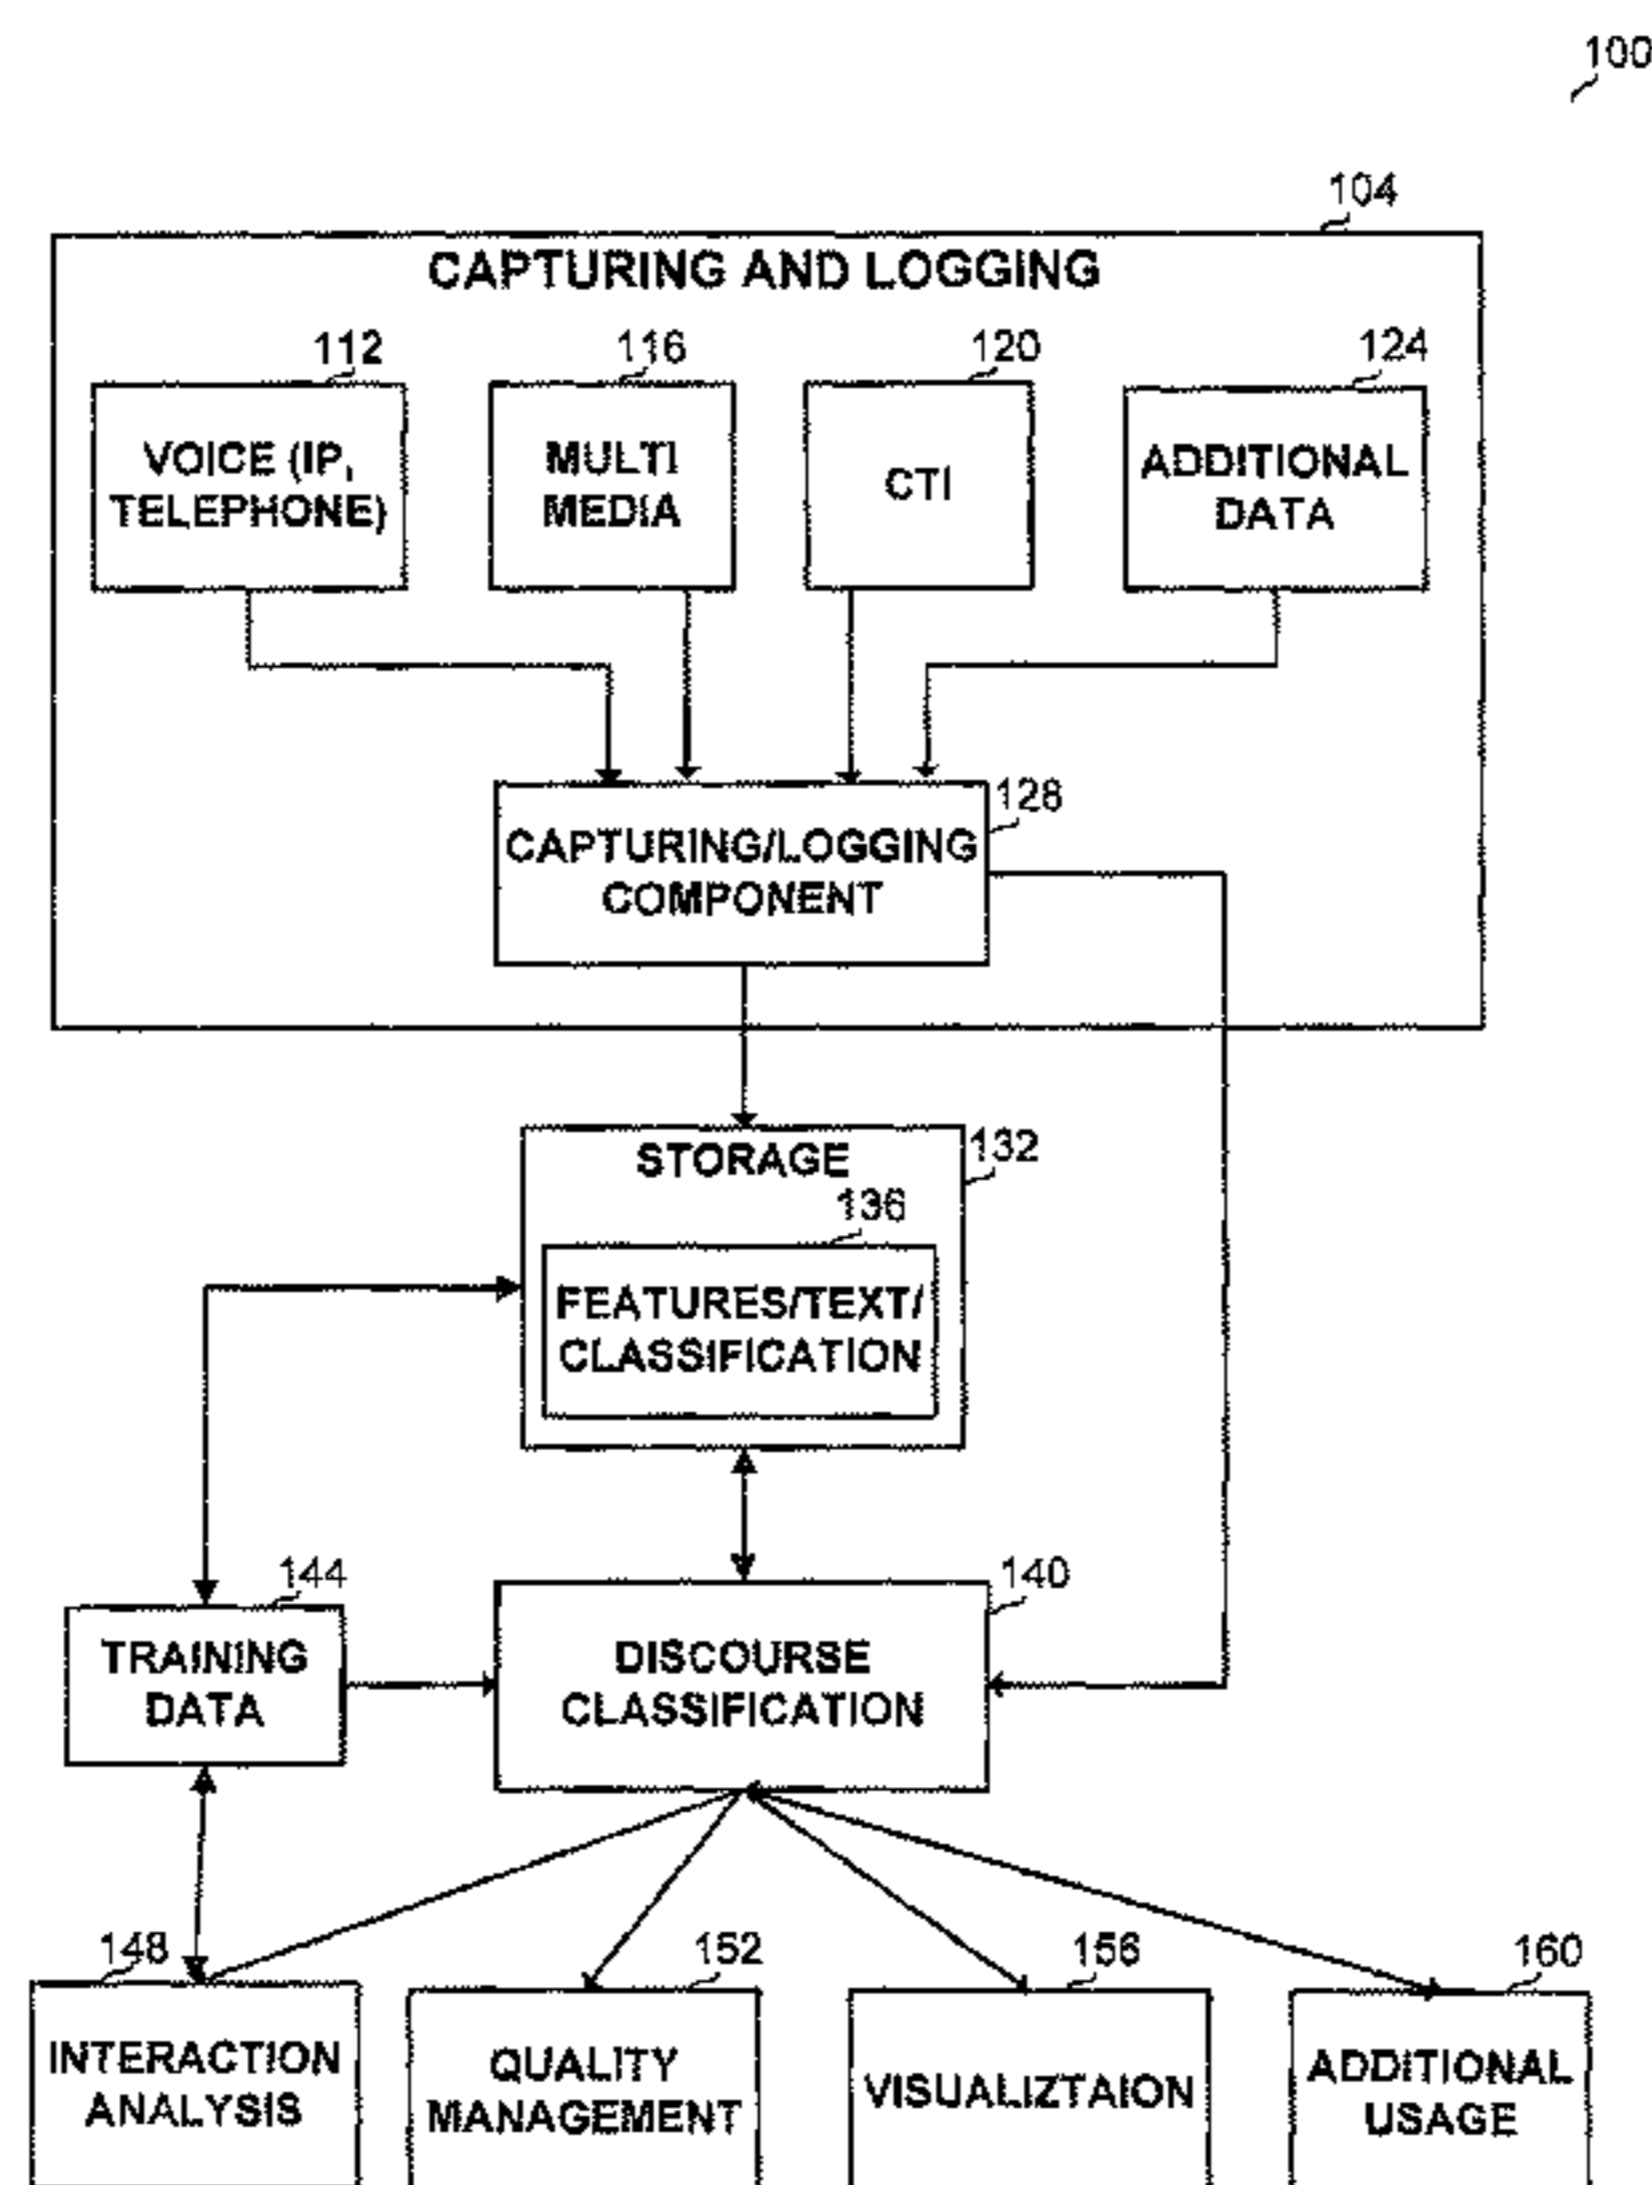 100
104
CAPTURING AND LOGGING
112
116
120
124
VOICE (IP,
TELEPHONE)
MULTI
MEDIA
CTI
ADDITIONAL
DATA
128
CAPTURING/LOGGING
COMPONENT
132
STORAGE
136
FEATURES/TEXT/
CLASSIFICATION
144
140
TRAINING
DATA
DISCOURSE
CLASSIFICATION
148
152
156
160
INTERACTION
ANALYSIS
QUALITY
MANAGEMENT
VISUALIZTAION
ADDITIONAL
USAGE